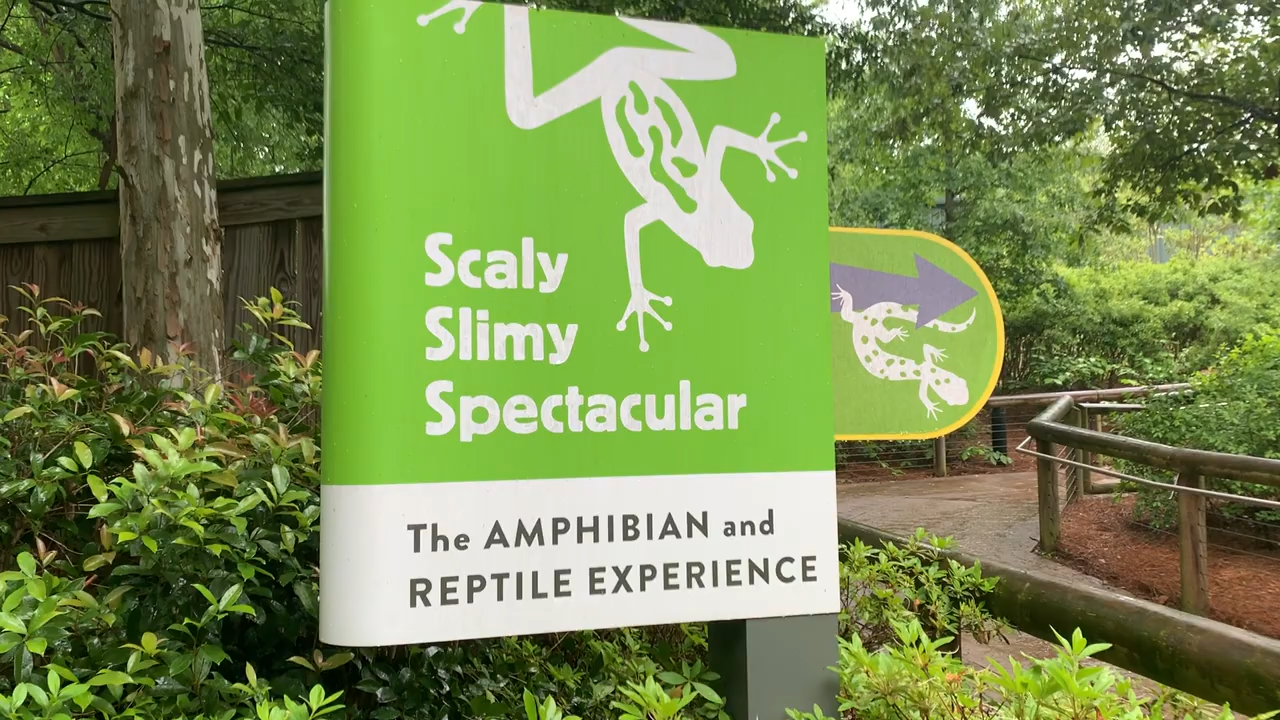 Scaly
Slimy
Spectacular
The AMPHIBIAN and
REPTILE EXPERIENCE